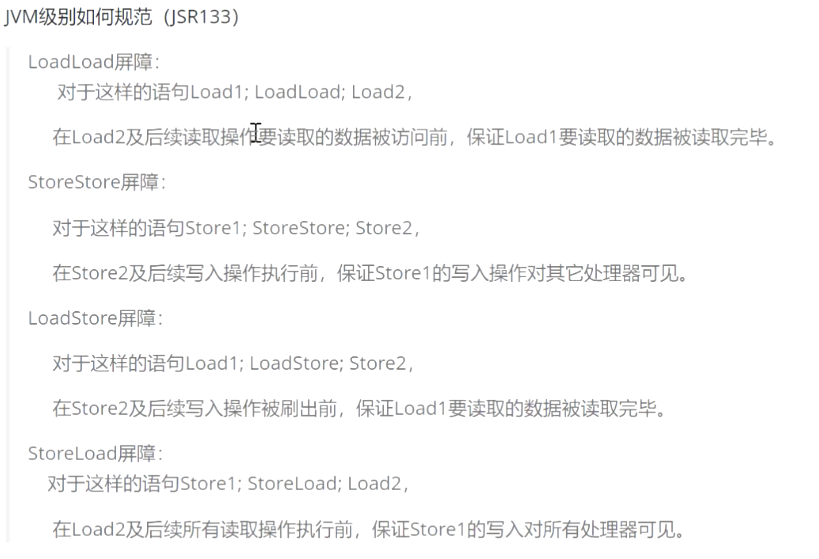 JVM级别如何规范（JSR133）
LoadLoad屏障：
对于这样的语句Load1; LoadLoad; Load2，
在Load2及后续读取操作要读取的数据被访问前，保证Load1要读取的数据被读取完毕。
StoreStore屏障：
对于这样的语句Store1; StoreStore; Store2，
在Store2及后续写入操作执行前，保证Store1的写入操作对其它处理器可见。
LoadStore屏障：
对于这样的语句Load1; LoadStore; Store2，
在Store2及后续写入操作被刷出前，保证Load1要读取的数据被读取完毕。
StoreLoad屏障：
对于这样的语句Store1; StoreLoad; Load2，
在Load2及后续所有读取操作执行前，保证Store1的写入对所有处理器可见。